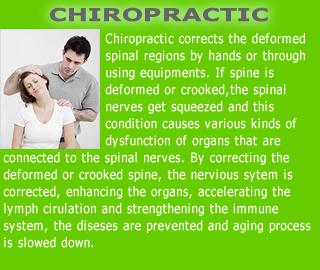 CHIROPRACTIC
Chiropractic corrects the deformed
spinal regions by hands or through
using equipments. If spine is
deformed or crooked,the spinal
nerves get squeezed and this
condition causes various kinds of
dysfunction of organs that are
connected to the spinal nerves. By correcting the
deformed or crooked spine, the nervious sytem is
corrected, enhancing the organs, accelerating the
lymph cirulation and strengthening the immune
system, the diseses are prevented and aging process
is slowed down.